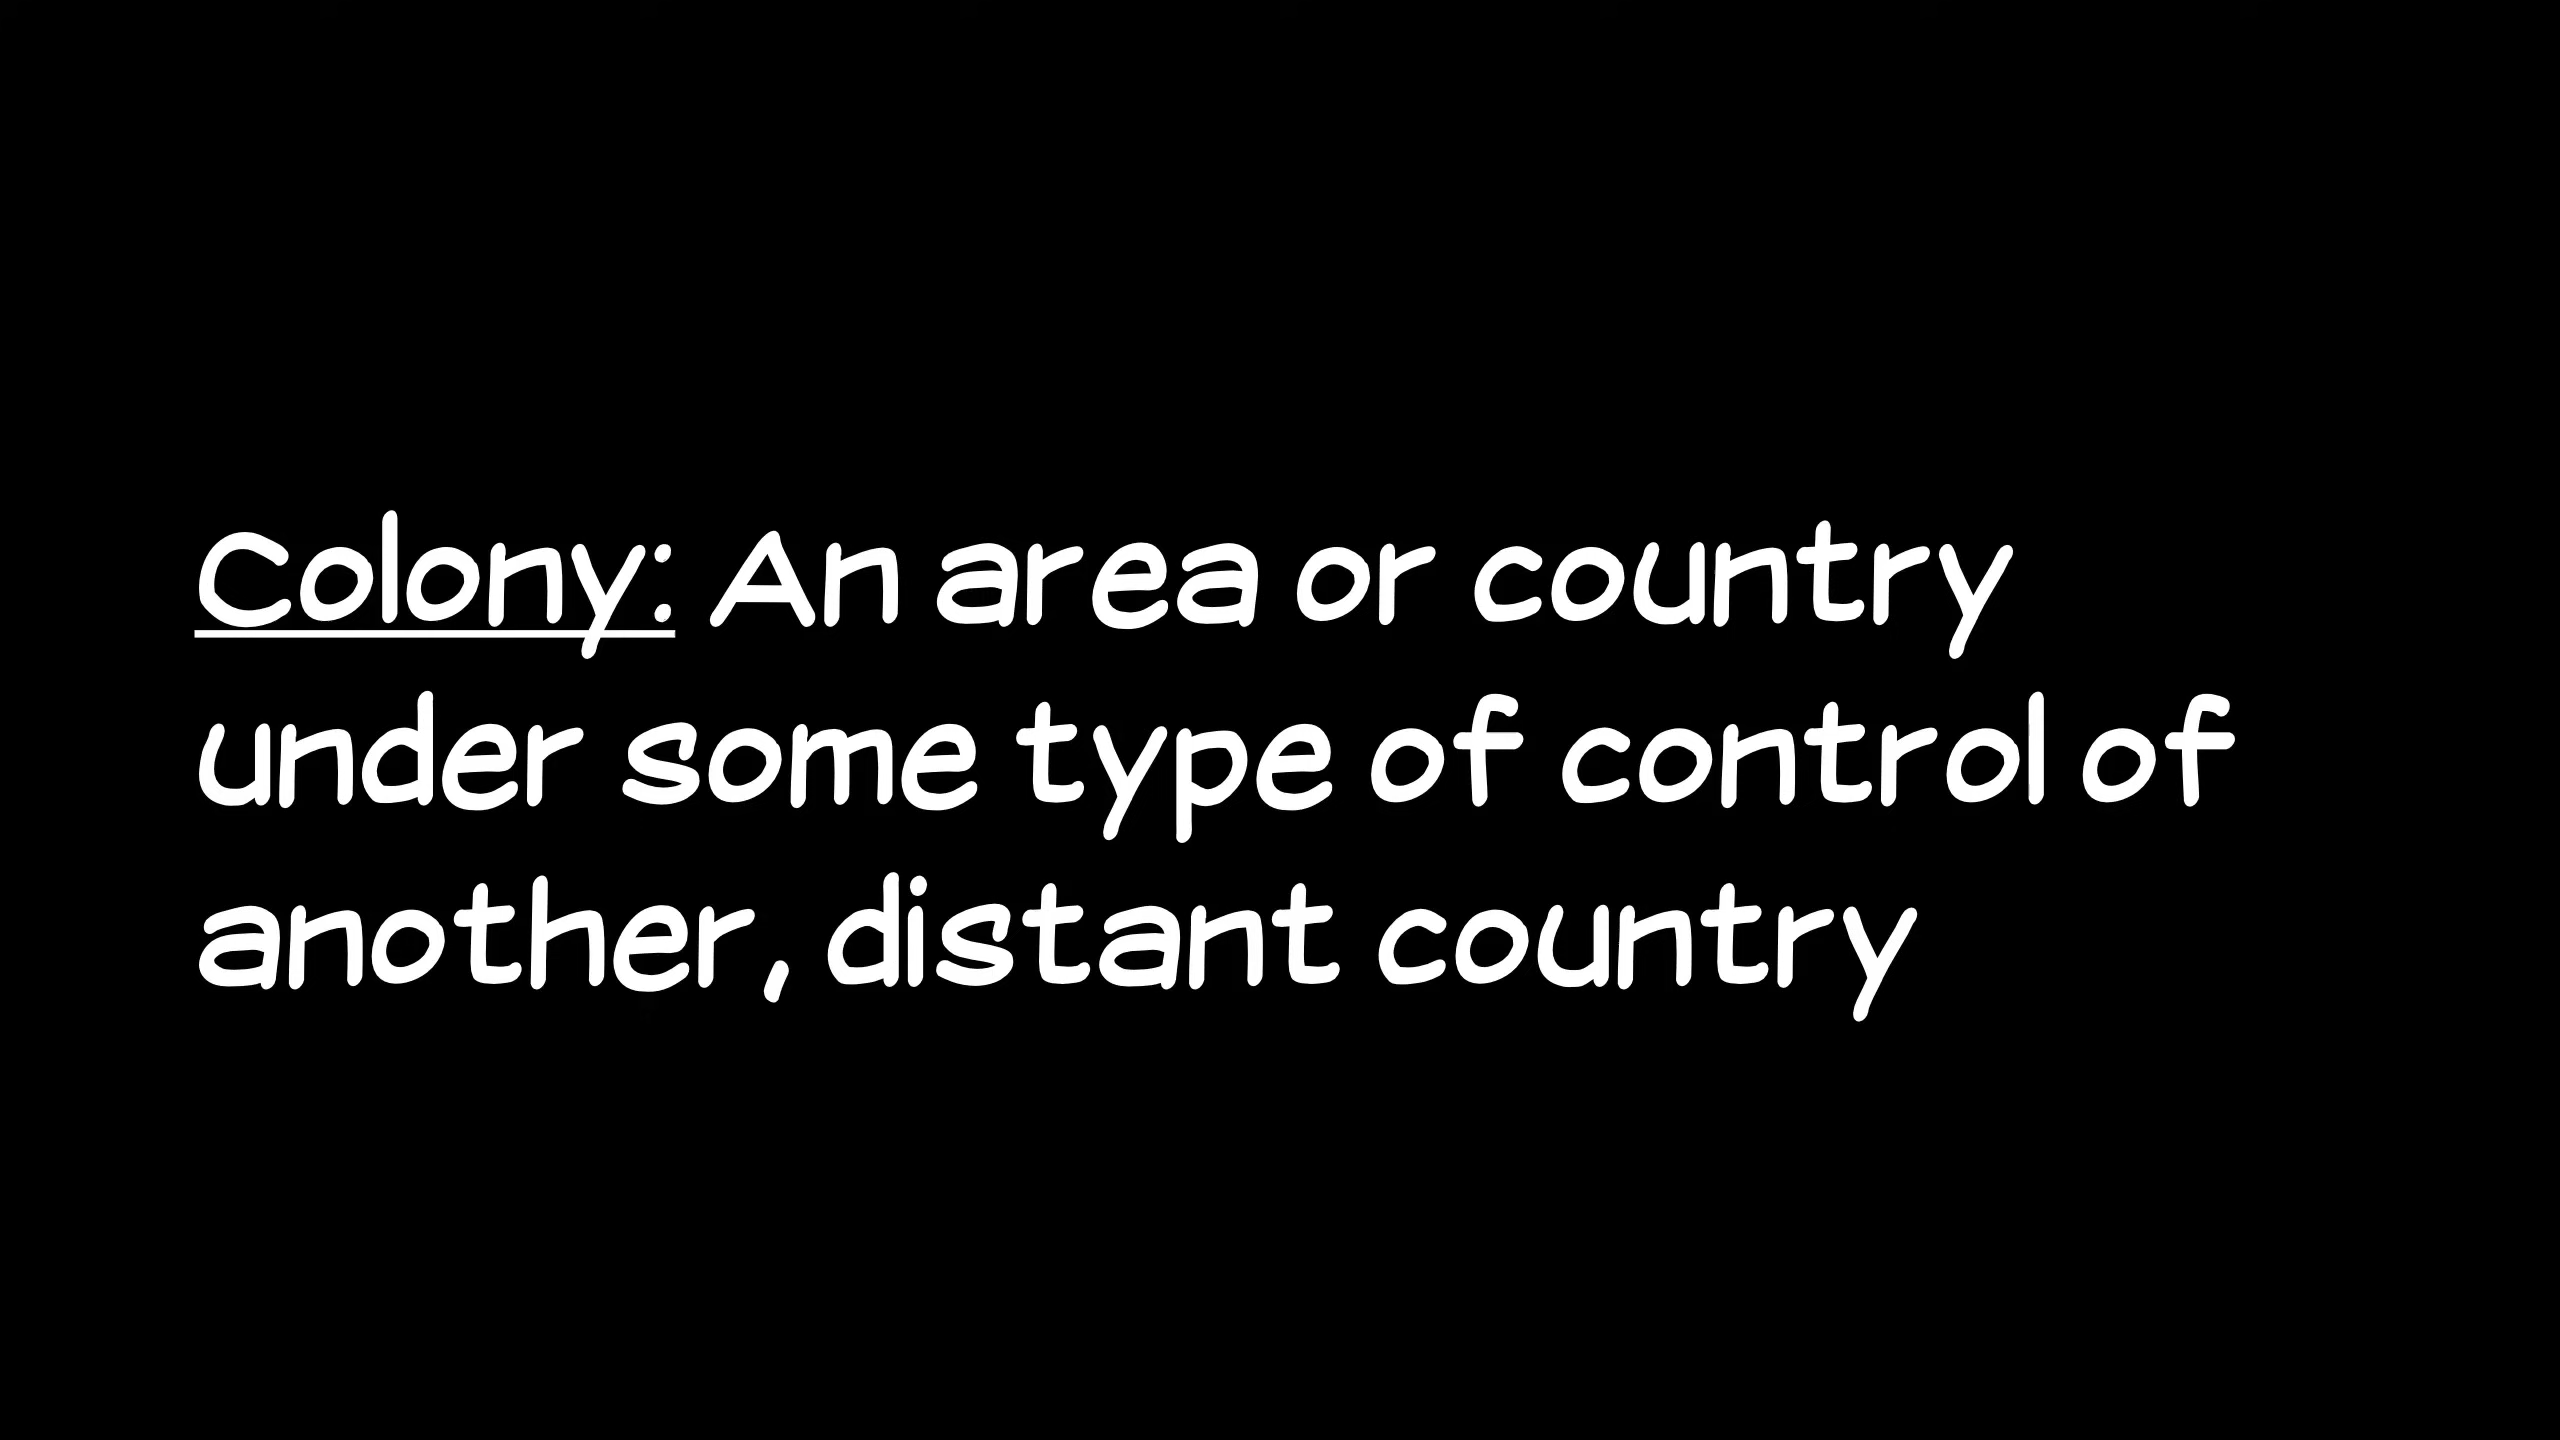 Colony: An area or country
under some type of control of
another, distant country